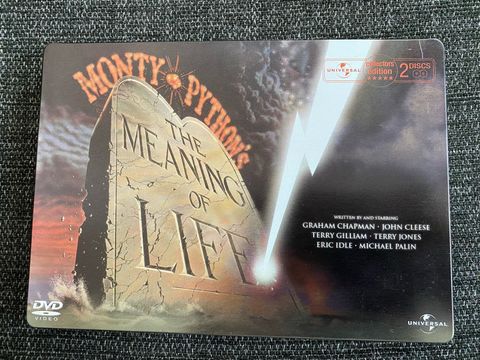 MONTY
PYTHON'S
THE
MEANING
OF
LIFE
UNIVERSAL
collectors'
edition
2 DISCS
WRITTEN BY AND STARRING
GRAHAM CHAPMAN · JOHN CLEESE
TERRY GILLIAM · TERRY JONES
ERIC IDLE · MICHAEL PALIN
DVD
VIDEO
UNIVERSAL